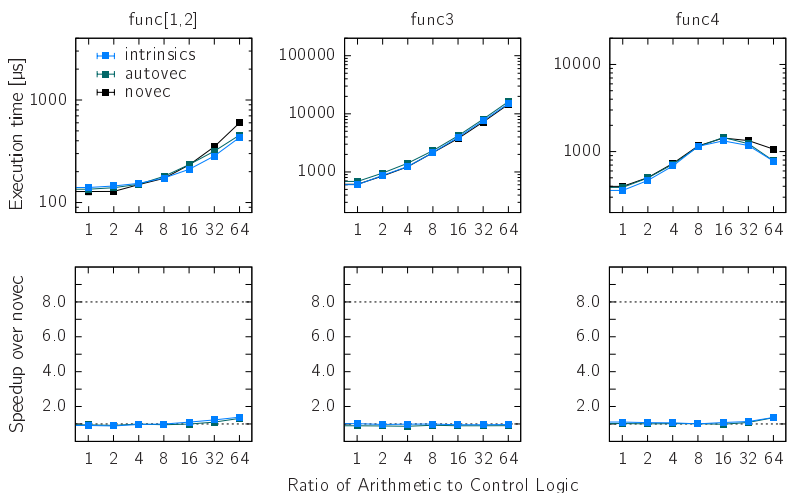 func[1,2]
func3
func4
Execution time [µs]
1000
100
intrinsics
autovec
novec
1 2 4 8 16 32 64
100000
10000
1000
1 2 4 8 16 32 64
10000
1000
1 2 4 8 16 32 64
Speedup over novec
8.0
6.0
4.0
2.0
1 2 4 8 16 32 64
8.0
6.0
4.0
2.0
1 2 4 8 16 32 64
8.0
6.0
4.0
2.0
1 2 4 8 16 32 64
Ratio of Arithmetic to Control Logic